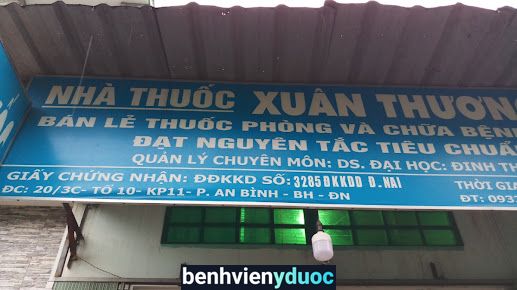 NHÀ THUỐC XUÂN THƯƠNG
BÁN LẺ THUỐC PHÒNG VÀ CHỮA BỆNH
ĐẠT NGUYÊN TẮC TIÊU CHUẨ
QUẢN LÝ CHUYÊN MÔN: DS. ĐẠI HỌC: ĐINH TH
GIẤY CHỨNG NHẬN: ĐĐKKD SỐ: 3285 ĐKKDD Đ.NAI
THỜI GIA
ĐC: 20/3C- TỔ 10- KP11- P. AN BÌNH - BH - ĐN
ĐT: 093
benhvienyduoc